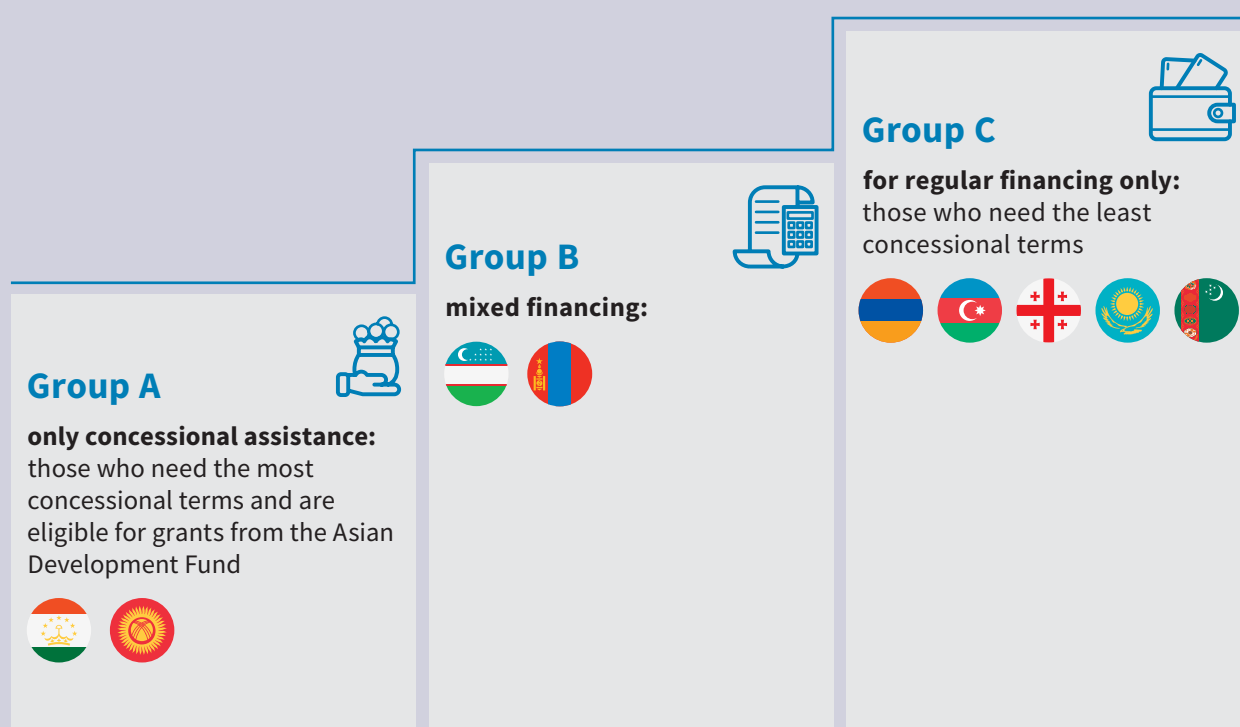 Group A
only concessional assistance:
those who need the most
concessional terms and are
eligible for grants from the Asian
Development Fund
Group B
mixed financing:
Group C
for regular financing only:
those who need the least
concessional terms